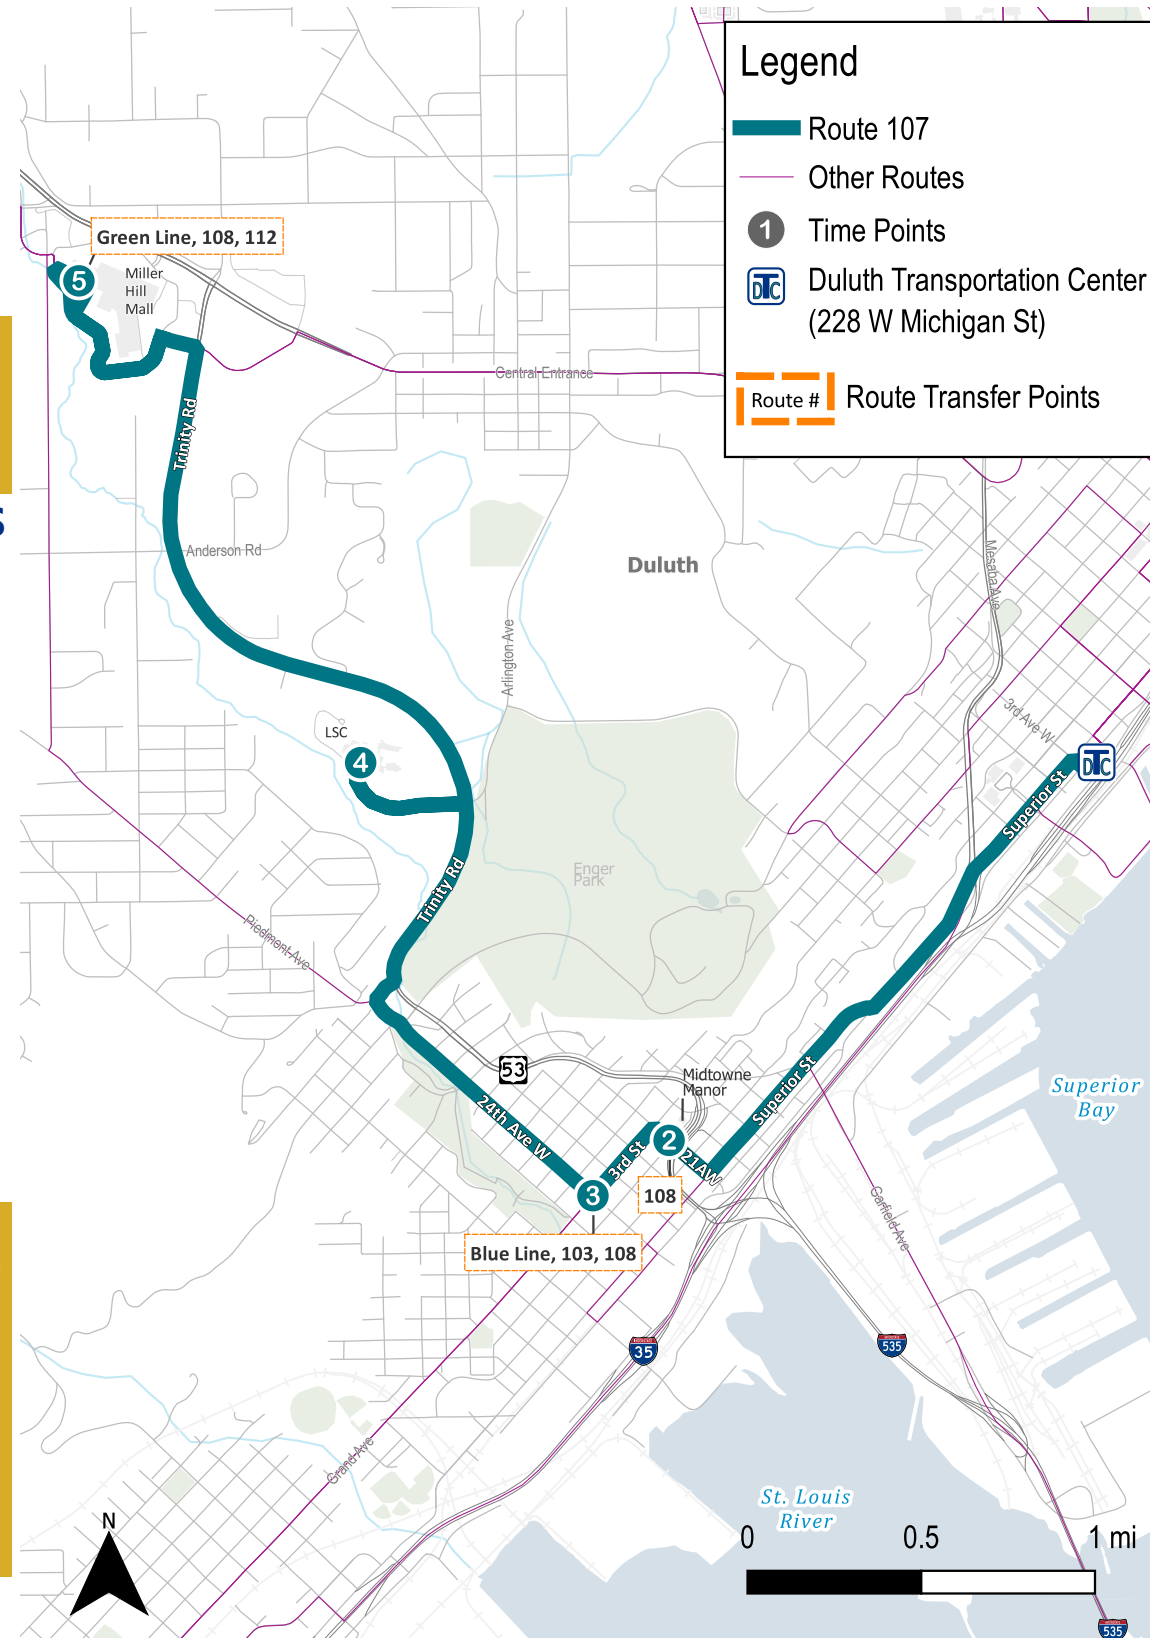 Legend
Route 107
Other Routes
1
Time Points
DTC
Duluth Transportation Center
(228 W Michigan St)
Route #
Route Transfer Points
Green Line, 108, 112
5
Miller
Hill
Mall
Central Entrance
Trinity Rd
S
Anderson Rd
Duluth
Mesaba Ave
Arlington Ave
3rd Ave W
LSC
4
DTC
Superior St
Enger
Park
Trinity Rd
Piedmont Ave
53
Midtowne
Manor
Superior St
Superior
Bay
24th Ave W
2
3rd St
21AW
3
108
Garfield Ave
Blue Line, 103, 108
35
535
Grand Ave
St. Louis
River
N
0 0.5 1 mi
535